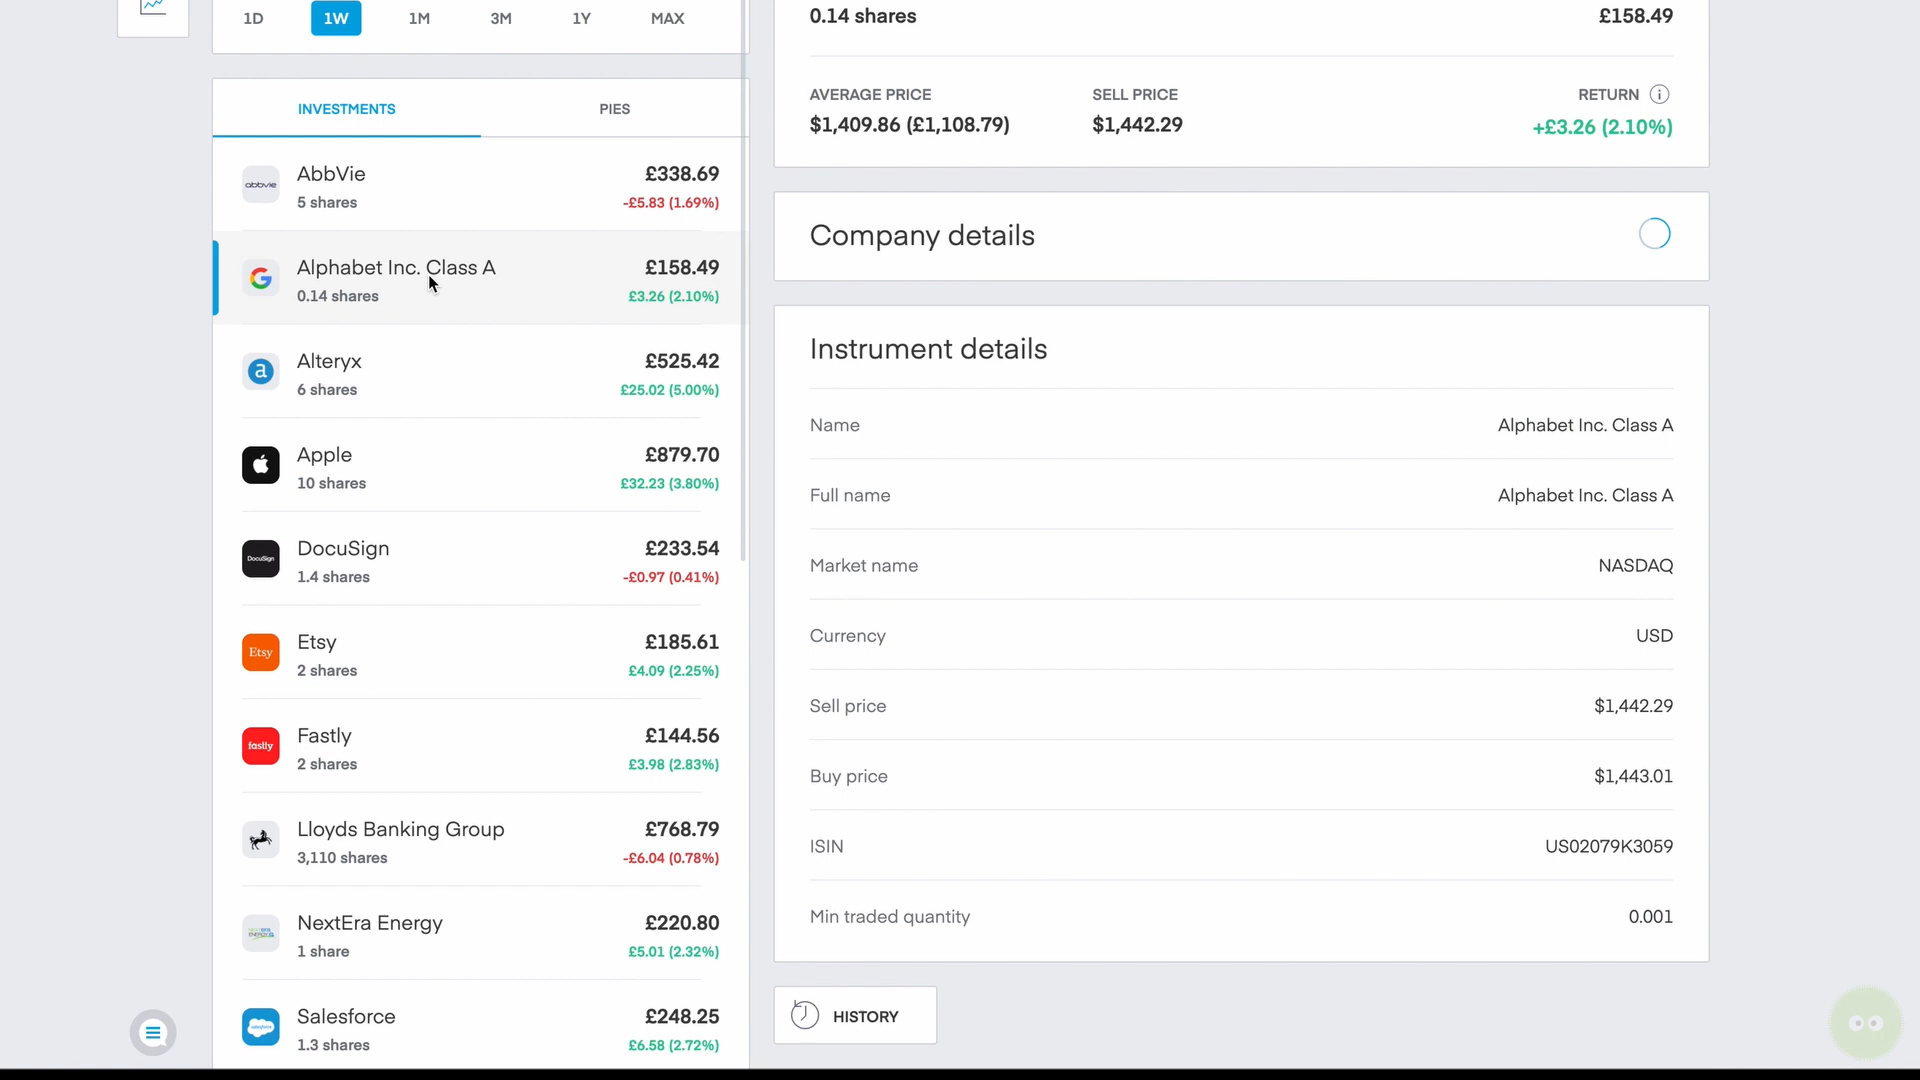 1D 1W 1M 3M 1Y MAX
INVESTMENTS PIES
abbvie
AbbVie £338.69
5 shares -£5.83 (1.69%)
Alphabet Inc. Class A £158.49
0.14 shares £3.26 (2.10%)
a
Alteryx £525.42
6 shares £25.02 (5.00%)
Apple £879.70
10 shares £32.23 (3.80%)
DocuSign
DocuSign £233.54
1.4 shares -£0.97 (0.41%)
Etsy
Etsy £185.61
2 shares £4.09 (2.25%)
fastly
Fastly £144.56
2 shares £3.98 (2.83%)
Lloyds Banking Group £768.79
3,110 shares -£6.04 (0.78%)
NEXTera ENERGY
NextEra Energy £220.80
1 share £5.01 (2.32%)
salesforce
Salesforce £248.25
1.3 shares £6.58 (2.72%)
0.14 shares £158.49
AVERAGE PRICE SELL PRICE RETURN i
$1,409.86 (£1,108.79) $1,442.29 +£3.26 (2.10%)
Company details
Instrument details
Name Alphabet Inc. Class A
Full name Alphabet Inc. Class A
Market name NASDAQ
Currency USD
Sell price $1,442.29
Buy price $1,443.01
ISIN US02079K3059
Min traded quantity 0.001
HISTORY